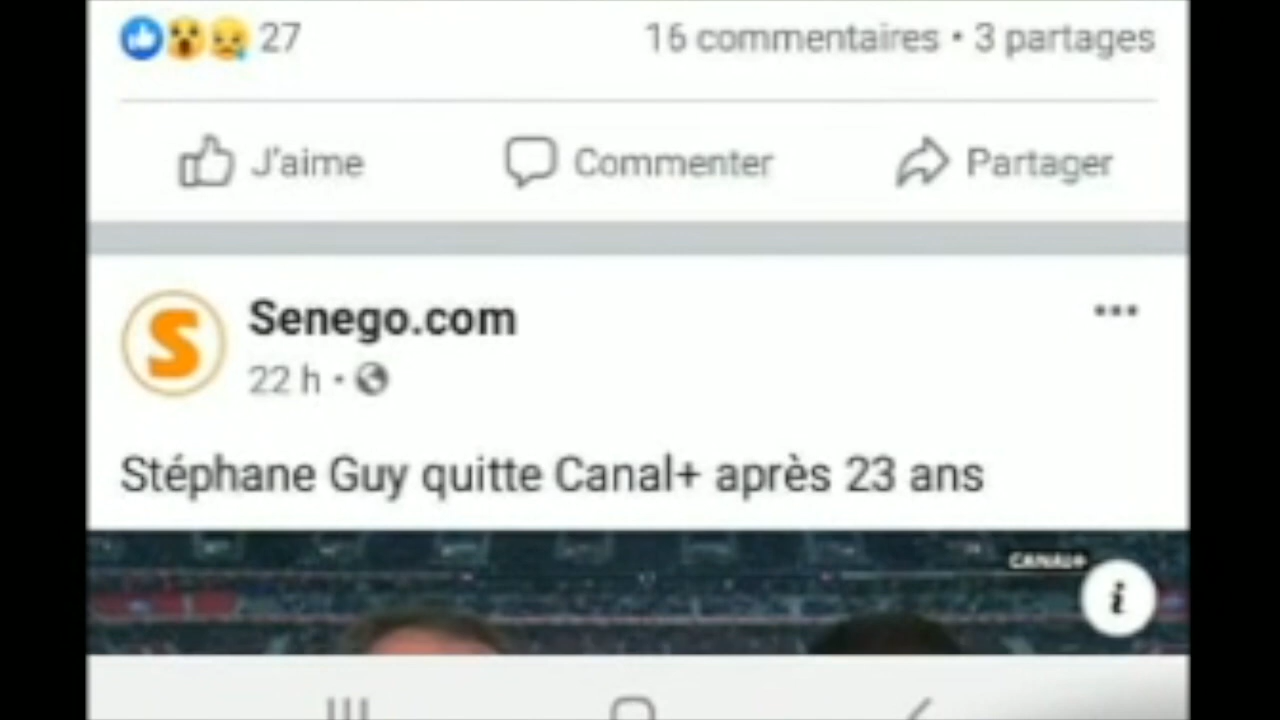 27
16 commentaires • 3 partages
J'aime
Commenter
Partager
S
Senego.com
22 h •
Stéphane Guy quitte Canal+ après 23 ans
CANAL+
i